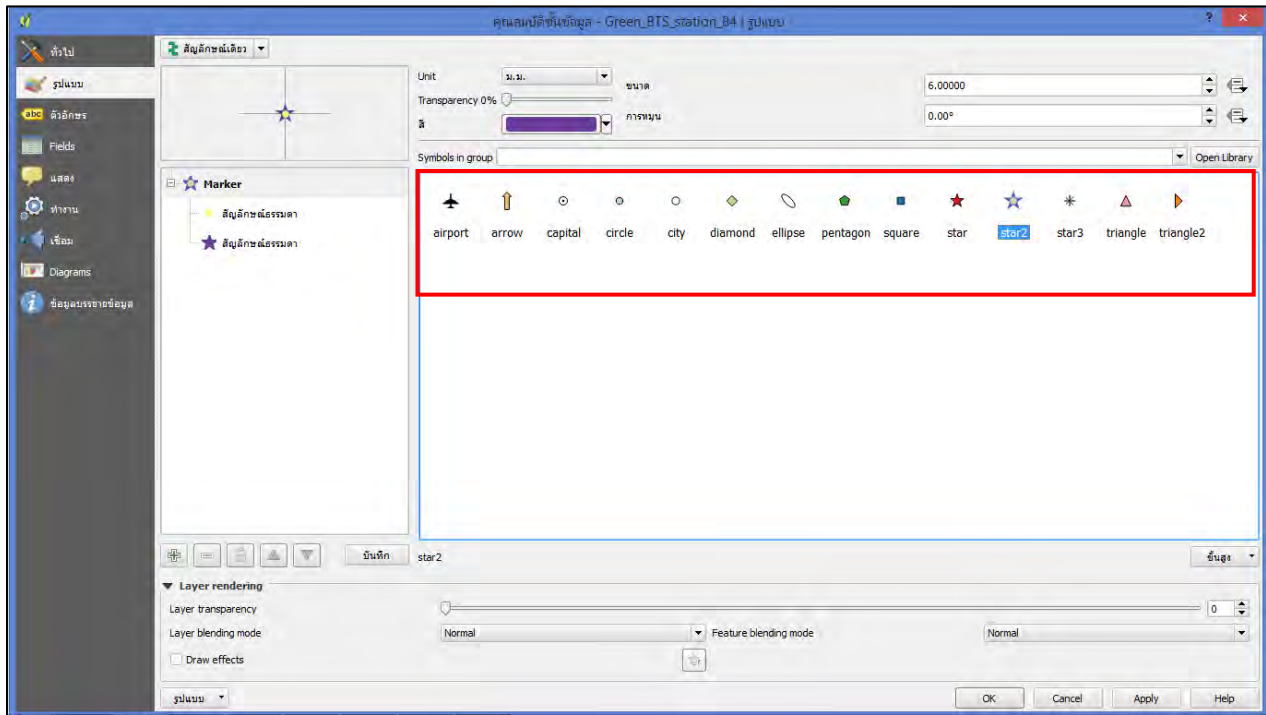 คุณสมบัติชั้นข้อมูล - Green_BTS_station_84 | รูปแบบ
?
ทั่วไป
รูปแบบ
abc ตัวอักษร
Fields
แสดง
ทำงาน
เชื่อม
Diagrams
ข้อมูลบรรยายข้อมูล
สัญลักษณ์เดียว
Unit ม.ม. ขนาด 6.00000
Transparency 0%
สี การหมุน 0.00°
Symbols in group Open Library
Marker
สัญลักษณ์ธรรมดา
สัญลักษณ์ธรรมดา
airport arrow capital circle city diamond ellipse pentagon square star star2 star3 triangle triangle2
บันทึก star2 ขั้นสูง
Layer rendering
Layer transparency 0
Layer blending mode Normal Feature blending mode Normal
Draw effects
รูปแบบ OK Cancel Apply Help